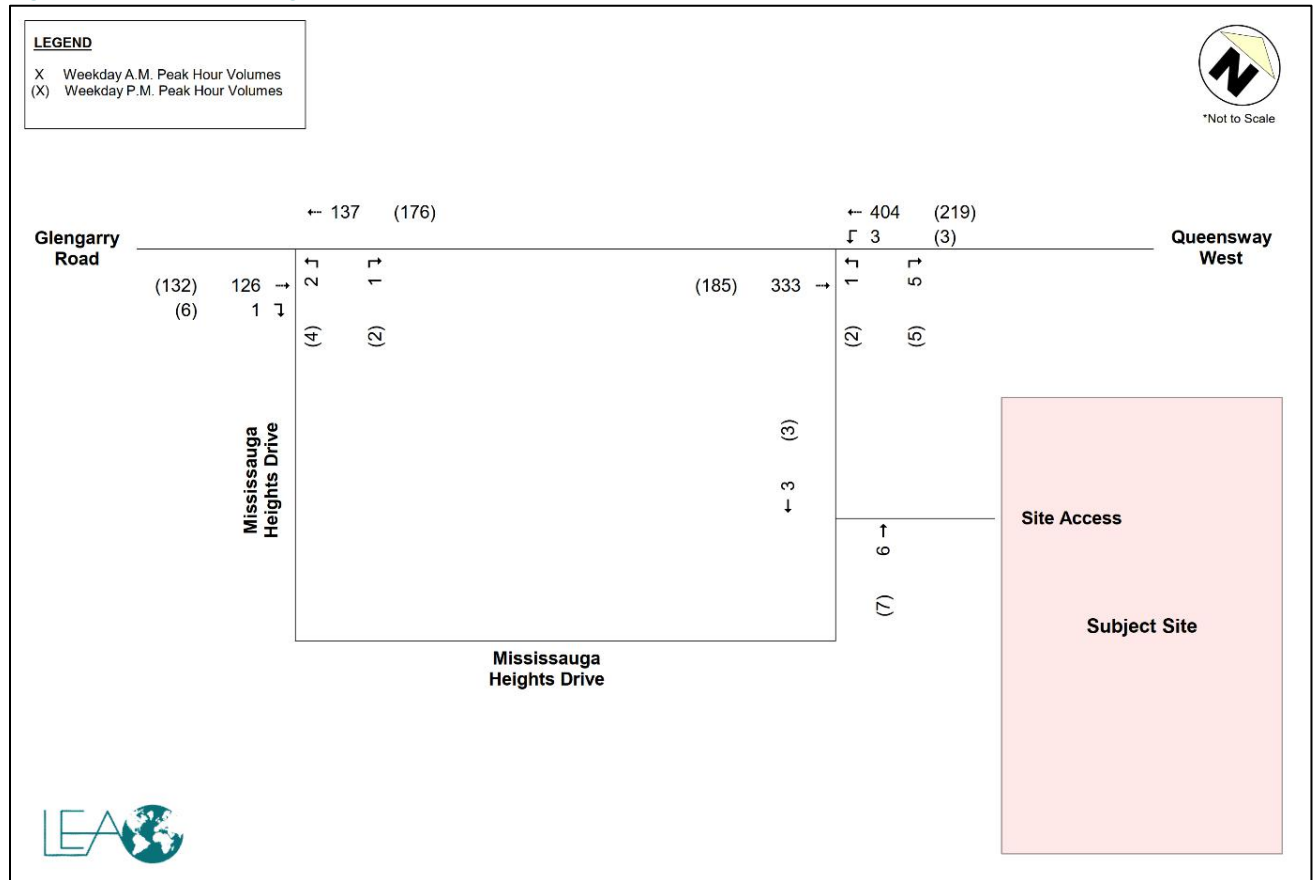 LEGEND
X Weekday A.M. Peak Hour Volumes
(X) Weekday P.M. Peak Hour Volumes
N
*Not to Scale
← 137 (176)
← 404 (219)
3 (3)
Glengarry
Road
Queensway
West
(132) 126 →
(6) 1
2 1
(4) (2)
(185) 333 →
1 5
(2) (5)
Mississauga
Heights Drive
(3)
3
Site Access
6
(7)
Subject Site
Mississauga
Heights Drive
LEA